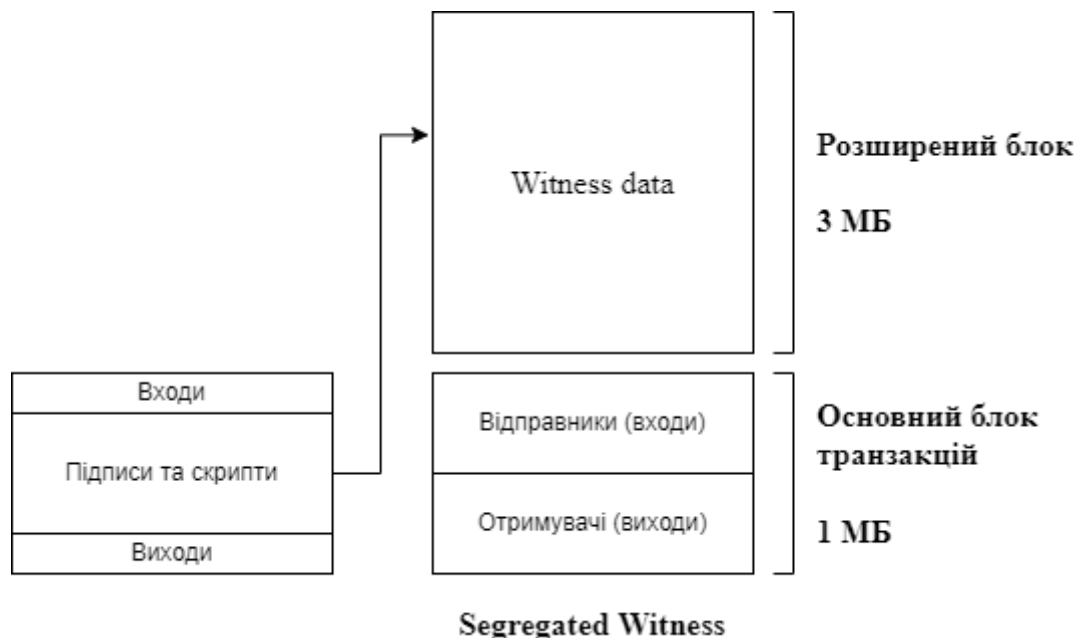 Witness data
Розширений блок
3 МБ
Входи
Підписи та скрипти
Виходи
Відправники (входи)
Отримувачі (виходи)
Основний блок
транзакцій
1 МБ
Segregated Witness